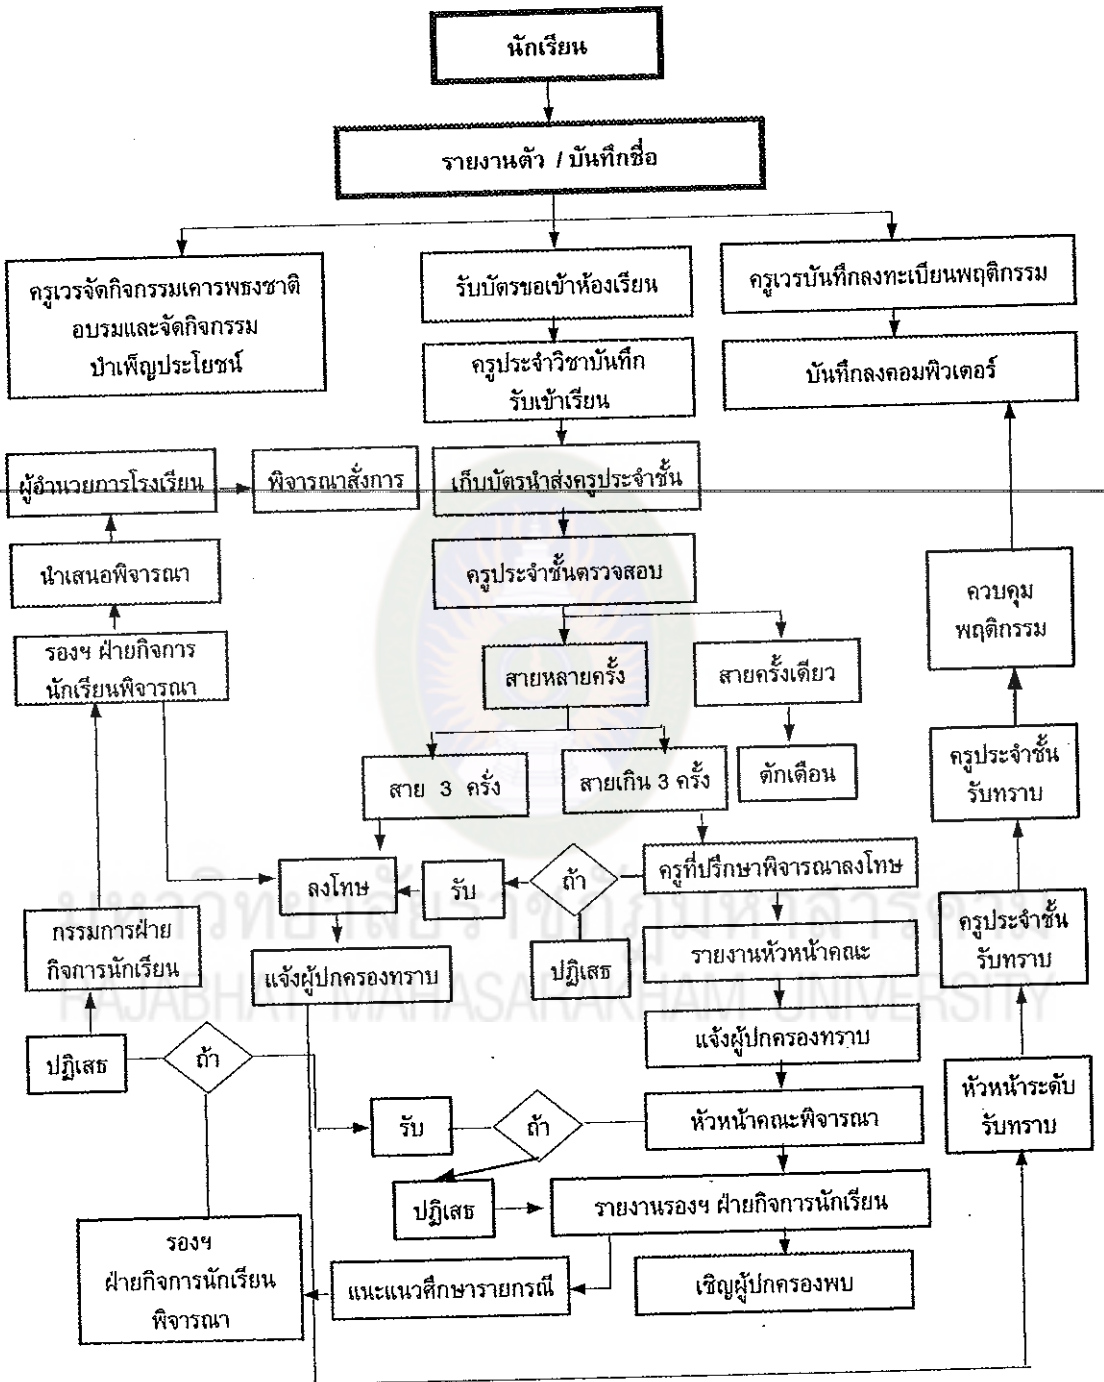 นักเรียน
รายงานตัว / บันทึกชื่อ
ครูเวรจัดกิจกรรมเคารพธงชาติ
อบรมและจัดกิจกรรม
บำเพ็ญประโยชน์
รับบัตรขอเข้าห้องเรียน
ครูเวรบันทึกลงทะเบียนพฤติกรรม
ครูประจำวิชาบันทึก
รับเข้าเรียน
บันทึกลงคอมพิวเตอร์
ผู้อำนวยการโรงเรียน
พิจารณาสั่งการ
เก็บบัตรนำส่งครูประจำชั้น
นำเสนอพิจารณา
ครูประจำชั้นตรวจสอบ
ควบคุม
พฤติกรรม
รองฯ ฝ่ายกิจการ
นักเรียนพิจารณา
สายหลายครั้ง
สายครั้งเดียว
สาย 3 ครั่ง
สายเกิน 3 ครั้ง
ตักเตือน
ครูประจำชั้น
รับทราบ
ลงโทษ
รับ
ถ้า
ครูที่ปรึกษาพิจารณาลงโทษ
มหาวิทยาลัยราชภัฏมหาสารคาม
RAJABHAT MAHASARAKHAM UNIVERSITY
กรรมการฝ่าย
กิจการนักเรียน
แจ้งผู้ปกครองทราบ
ปฏิเสธ
รายงานหัวหน้าคณะ
ครูประจำชั้น
รับทราบ
ปฏิเสธ
ถ้า
แจ้งผู้ปกครองทราบ
รับ
ถ้า
หัวหน้าคณะพิจารณา
หัวหน้าระดับ
รับทราบ
ปฏิเสธ
รายงานรองฯ ฝ่ายกิจการนักเรียน
รองฯ
ฝ่ายกิจการนักเรียน
พิจารณา
แนะแนวศึกษารายกรณี
เชิญผู้ปกครองพบ